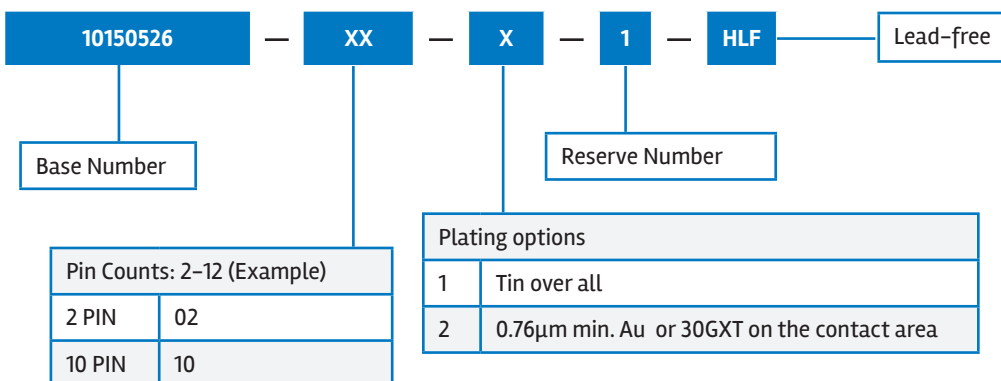 10150526 — XX — X — 1 — HLF Lead-free
Base Number
Reserve Number
Pin Counts: 2-12 (Example)
2 PIN 02
10 PIN 10
Plating options
1 Tin over all
2 0.76μm min. Au or 30GXT on the contact area